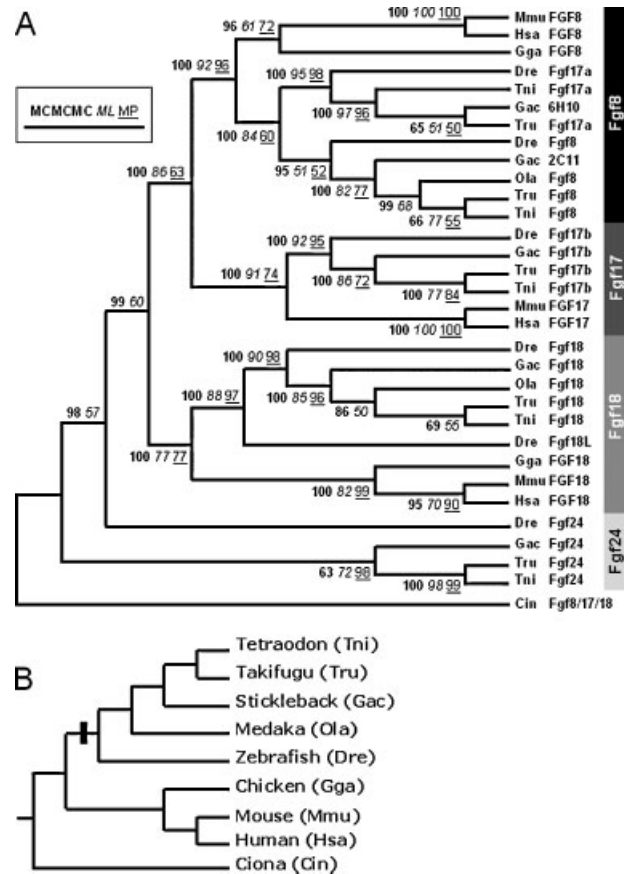 A
MCMCMC ML MP
96 61 72
100 100 100
Mmu FGF8
Hsa FGF8
Gga FGF8
100 92 96
100 95 98
Dre Fgf17a
Tni Fgf17a
100 97 96
Gac 6H10
65 51 50
Tru Fgf17a
100 84 60
Dre Fgf8
95 51 52
Gac 2C11
100 82 77
Ola Fgf8
99 68
Tru Fgf8
66 77 55
Tni Fgf8
Fgf8
100 86 63
100 92 95
Dre Fgf17b
Gac Fgf17b
100 86 72
Tru Fgf17b
100 77 84
Tni Fgf17b
100 91 74
Mmu FGF17
100 100 100
Hsa FGF17
Fgf17
99 60
100 90 98
Dre Fgf18
Gac Fgf18
100 85 96
Ola Fgf18
86 50
Tru Fgf18
69 55
Tni Fgf18
100 88 97
Dre Fgf18L
100 77 77
Gga FGF18
100 82 99
Mmu FGF18
95 70 90
Hsa FGF18
Fgf18
98 57
Dre Fgf24
Gac Fgf24
63 72 98
Tru Fgf24
100 98 99
Tni Fgf24
Fgf24
Cin Fgf8/17/18
B
Tetraodon (Tni)
Takifugu (Tru)
Stickleback (Gac)
Medaka (Ola)
Zebrafish (Dre)
Chicken (Gga)
Mouse (Mmu)
Human (Hsa)
Ciona (Cin)